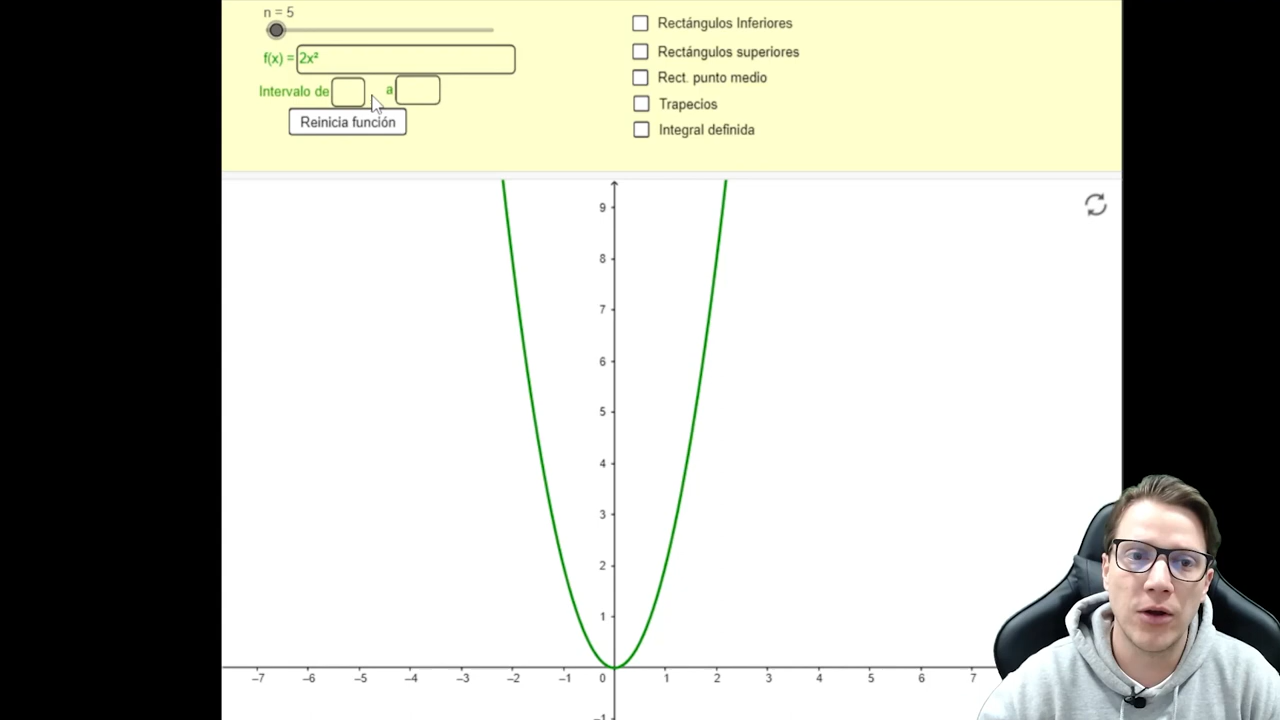 n = 5
f(x) = 2x²
Intervalo de a
Reinicia función
Rectángulos Inferiores
Rectángulos superiores
Rect. punto medio
Trapecios
Integral definida
9
8
7
6
5
4
3
2
1
–7 –6 –5 –4 –3 –2 –1 0 1 2 3 4 5 6 7
–1